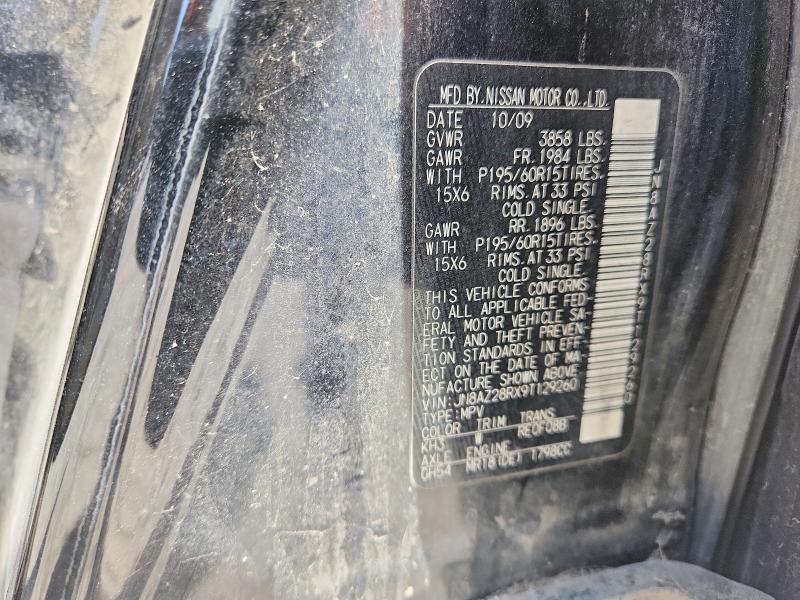 MFD BY. NISSAN MOTOR CO., LTD.
DATE 10/09
GVWR 3858 LBS.
GAWR FR. 1984 LBS.
WITH P195/60R15TIRES.
15X6 RIMS. AT 33 PSI
COLD SINGLE.
GAWR RR. 1896 LBS.
WITH P195/60R15TIRES.
15X6 RIMS. AT 33 PSI
COLD SINGLE.
THIS VEHICLE CONFORMS
TO ALL APPLICABLE FED-
ERAL MOTOR VEHICLE SA-
FETY AND THEFT PREVEN-
TION STANDARDS IN EFF-
ECT ON THE DATE OF MA-
NUFACTURE SHOWN ABOVE.
VIN: JN8AZ28RX9T129260
TYPE: MPV
COLOR TRIM TRANS
KH3 W RE0F08B
AXLE ENGINE
GH54 MR18(DE) 1798CC
JN8AZ28RX9T129260